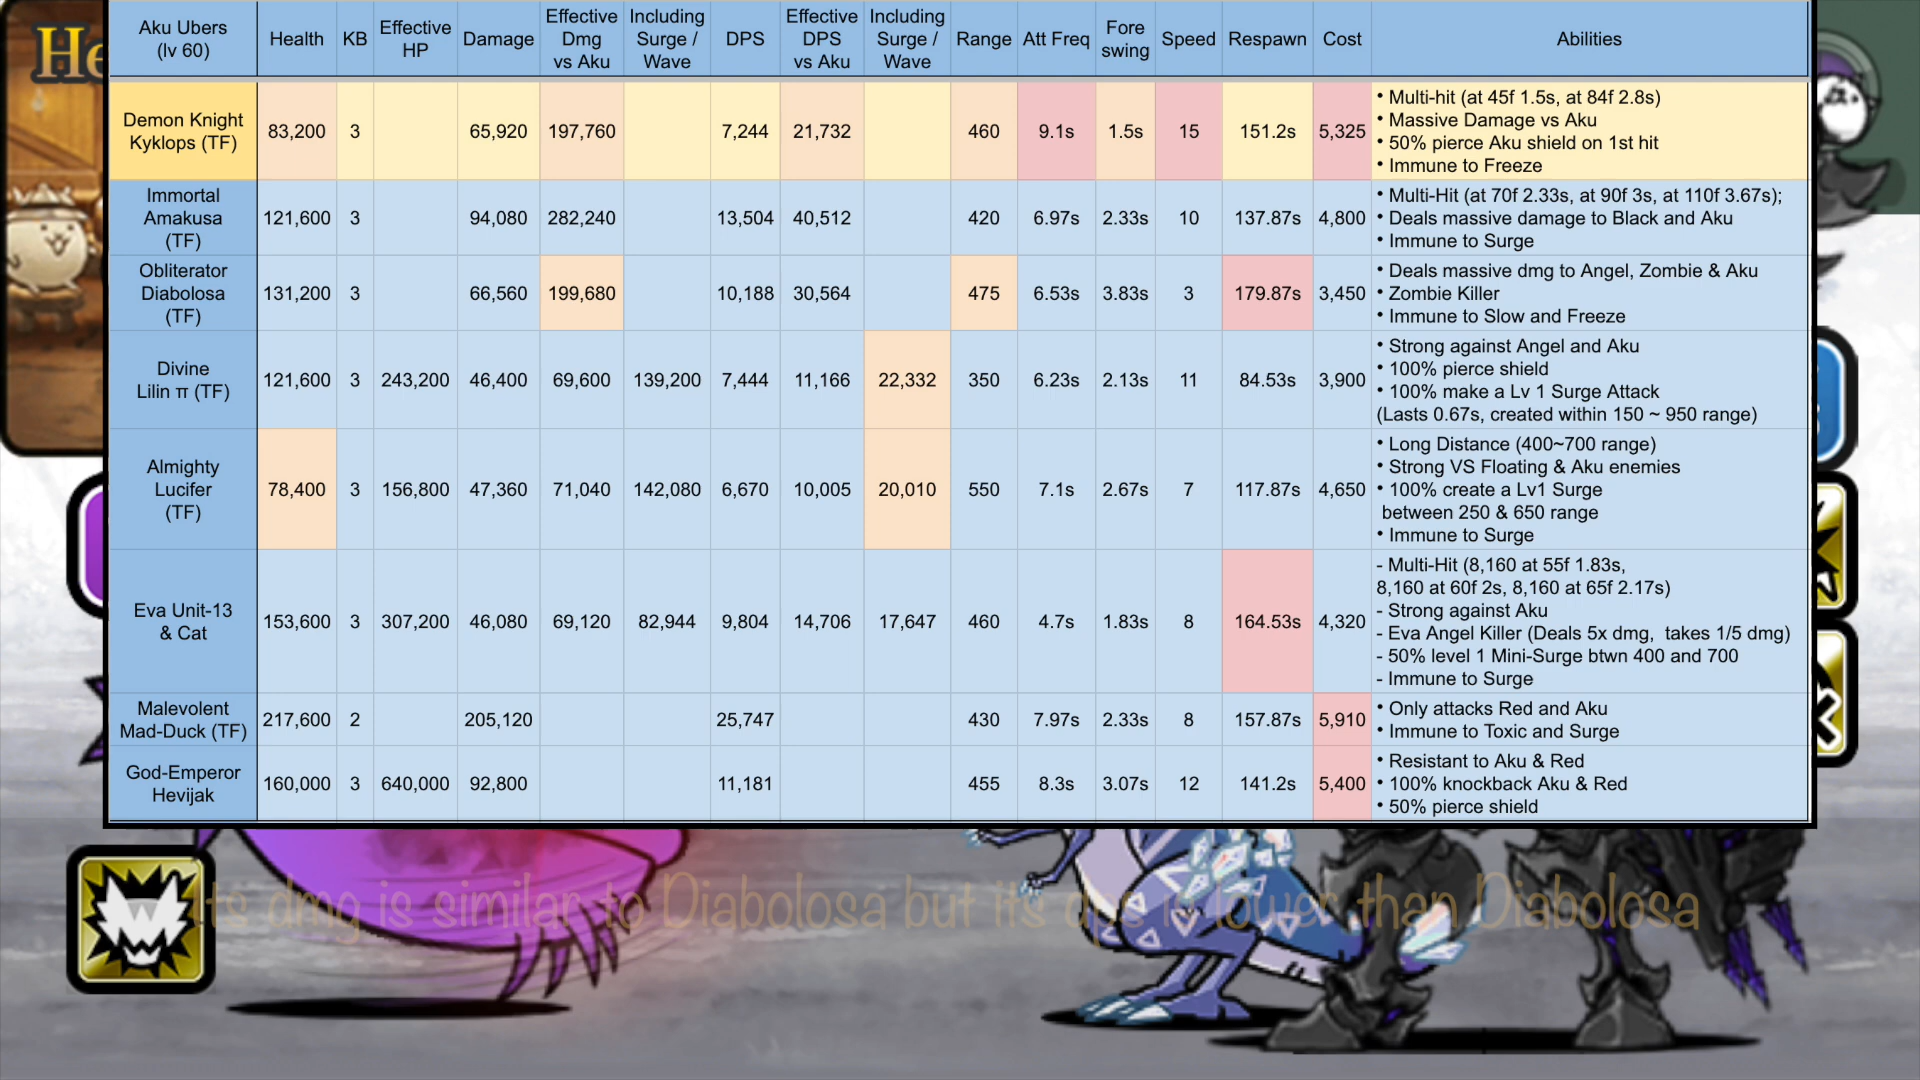 He
Aku Ubers
(lv 60)
Health
KB
Effective
HP
Damage
Effective
Dmg
vs Aku
Including
Surge /
Wave
DPS
Effective
DPS
vs Aku
Including
Surge /
Wave
Range
Att Freq
Fore
swing
Speed
Respawn
Cost
Abilities
Demon Knight
Kyklops (TF)
83,200
3
65,920
197,760
7,244
21,732
460
9.1s
1.5s
15
151.2s
5,325
• Multi-hit (at 45f 1.5s, at 84f 2.8s)
• Massive Damage vs Aku
• 50% pierce Aku shield on 1st hit
• Immune to Freeze
Immortal
Amakusa
(TF)
121,600
3
94,080
282,240
13,504
40,512
420
6.97s
2.33s
10
137.87s
4,800
• Multi-Hit (at 70f 2.33s, at 90f 3s, at 110f 3.67s);
• Deals massive damage to Black and Aku
• Immune to Surge
Obliterator
Diabolosa
(TF)
131,200
3
66,560
199,680
10,188
30,564
475
6.53s
3.83s
3
179.87s
3,450
• Deals massive dmg to Angel, Zombie & Aku
• Zombie Killer
• Immune to Slow and Freeze
Divine
Lilin π (TF)
121,600
3
243,200
46,400
69,600
139,200
7,444
11,166
22,332
350
6.23s
2.13s
11
84.53s
3,900
• Strong against Angel and Aku
• 100% pierce shield
• 100% make a Lv 1 Surge Attack
(Lasts 0.67s, created within 150 ~ 950 range)
Almighty
Lucifer
(TF)
78,400
3
156,800
47,360
71,040
142,080
6,670
10,005
20,010
550
7.1s
2.67s
7
117.87s
4,650
• Long Distance (400~700 range)
• Strong VS Floating & Aku enemies
• 100% create a Lv1 Surge
between 250 & 650 range
• Immune to Surge
Eva Unit-13
& Cat
153,600
3
307,200
46,080
69,120
82,944
9,804
14,706
17,647
460
4.7s
1.83s
8
164.53s
4,320
- Multi-Hit (8,160 at 55f 1.83s,
8,160 at 60f 2s, 8,160 at 65f 2.17s)
- Strong against Aku
- Eva Angel Killer (Deals 5x dmg, takes 1/5 dmg)
- 50% level 1 Mini-Surge btwn 400 and 700
- Immune to Surge
Malevolent
Mad-Duck (TF)
217,600
2
205,120
25,747
430
7.97s
2.33s
8
157.87s
5,910
• Only attacks Red and Aku
• Immune to Toxic and Surge
God-Emperor
Hevijak
160,000
3
640,000
92,800
11,181
455
8.3s
3.07s
12
141.2s
5,400
• Resistant to Aku & Red
• 100% knockback Aku & Red
• 50% pierce shield
Its dmg is similar to Diabolosa but its dps is lower than Diabolosa